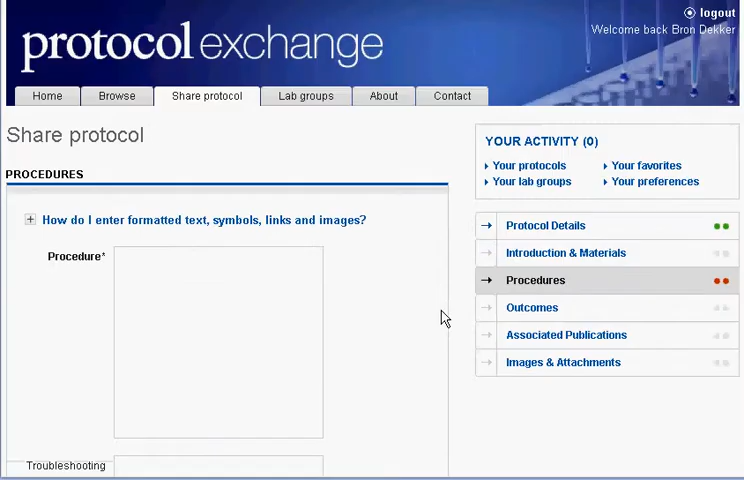 logout
Welcome back Bron Dekker
protocol exchange
Home Browse Share protocol Lab groups About Contact
Share protocol
PROCEDURES
How do I enter formatted text, symbols, links and images?
Procedure*
Troubleshooting
YOUR ACTIVITY (0)
Your protocols Your favorites
Your lab groups Your preferences
Protocol Details
Introduction & Materials
Procedures
Outcomes
Associated Publications
Images & Attachments